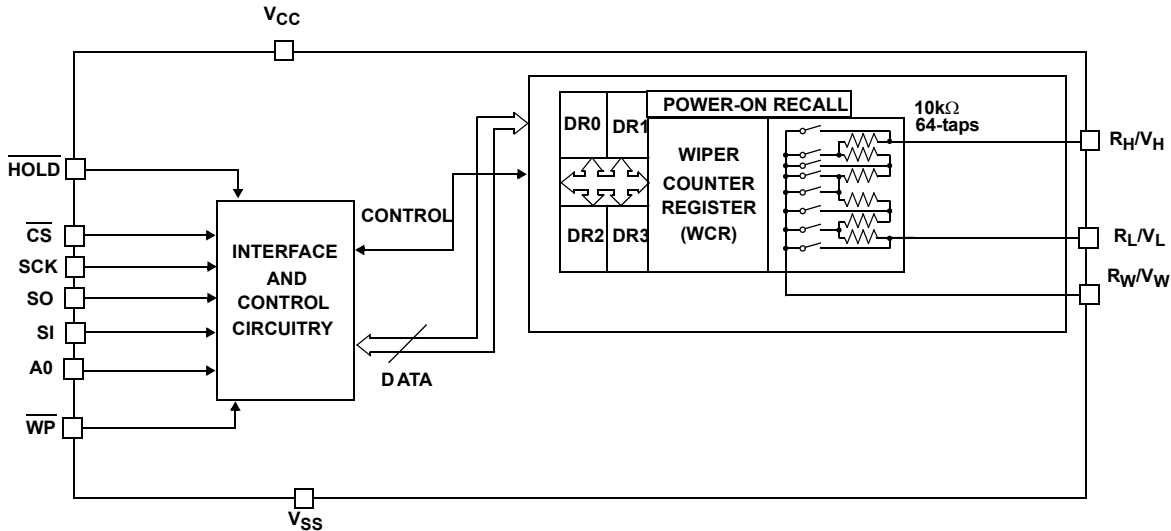 VCC
HOLD
CS
SCK
SO
SI
A0
WP
VSS
INTERFACE
AND
CONTROL
CIRCUITRY
CONTROL
DATA
DR0
DR1
DR2
DR3
POWER-ON RECALL
WIPER
COUNTER
REGISTER
(WCR)
10kΩ
64-taps
RH/VH
RL/VL
RW/VW